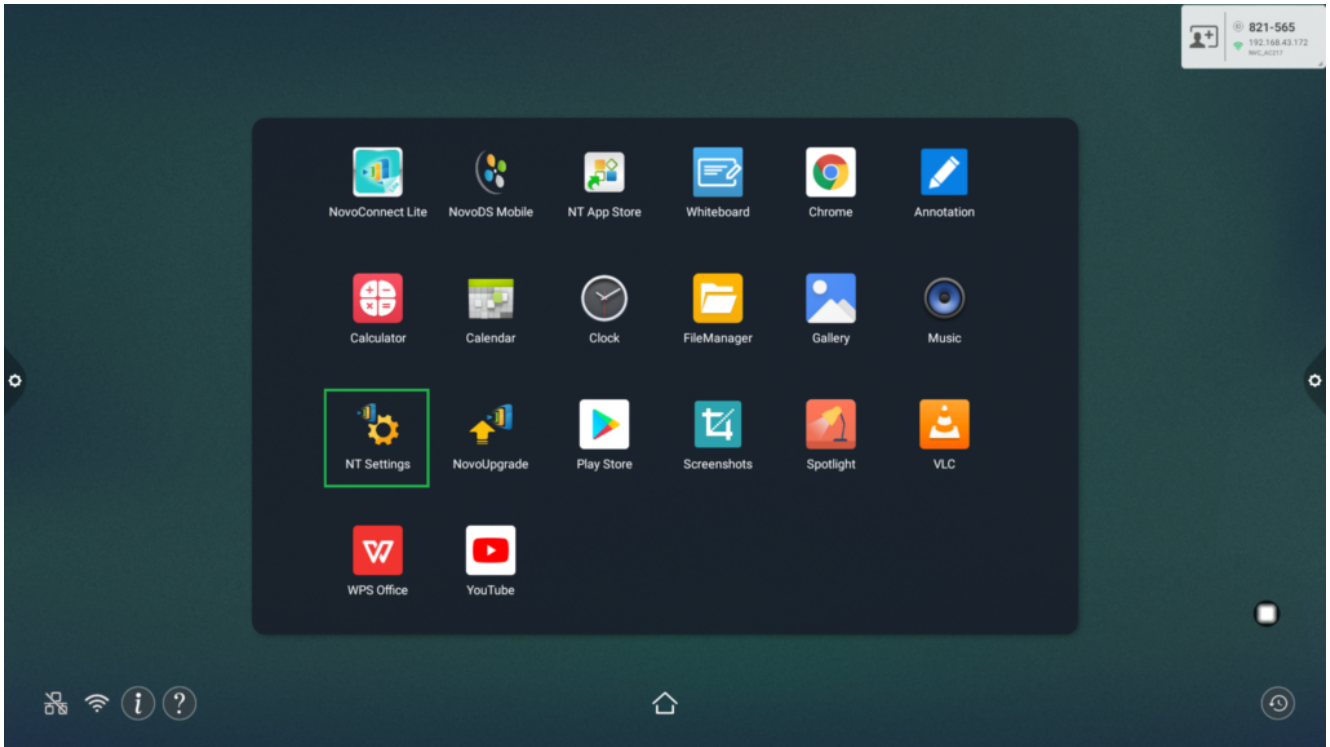 821-565
192.168.43.172
NVC_AC217
NovoConnect Lite
NovoDS Mobile
NT App Store
Whiteboard
Chrome
Annotation
Calculator
Calendar
Clock
FileManager
Gallery
Music
NT Settings
NovoUpgrade
Play Store
Screenshots
Spotlight
VLC
WPS Office
YouTube
i
?